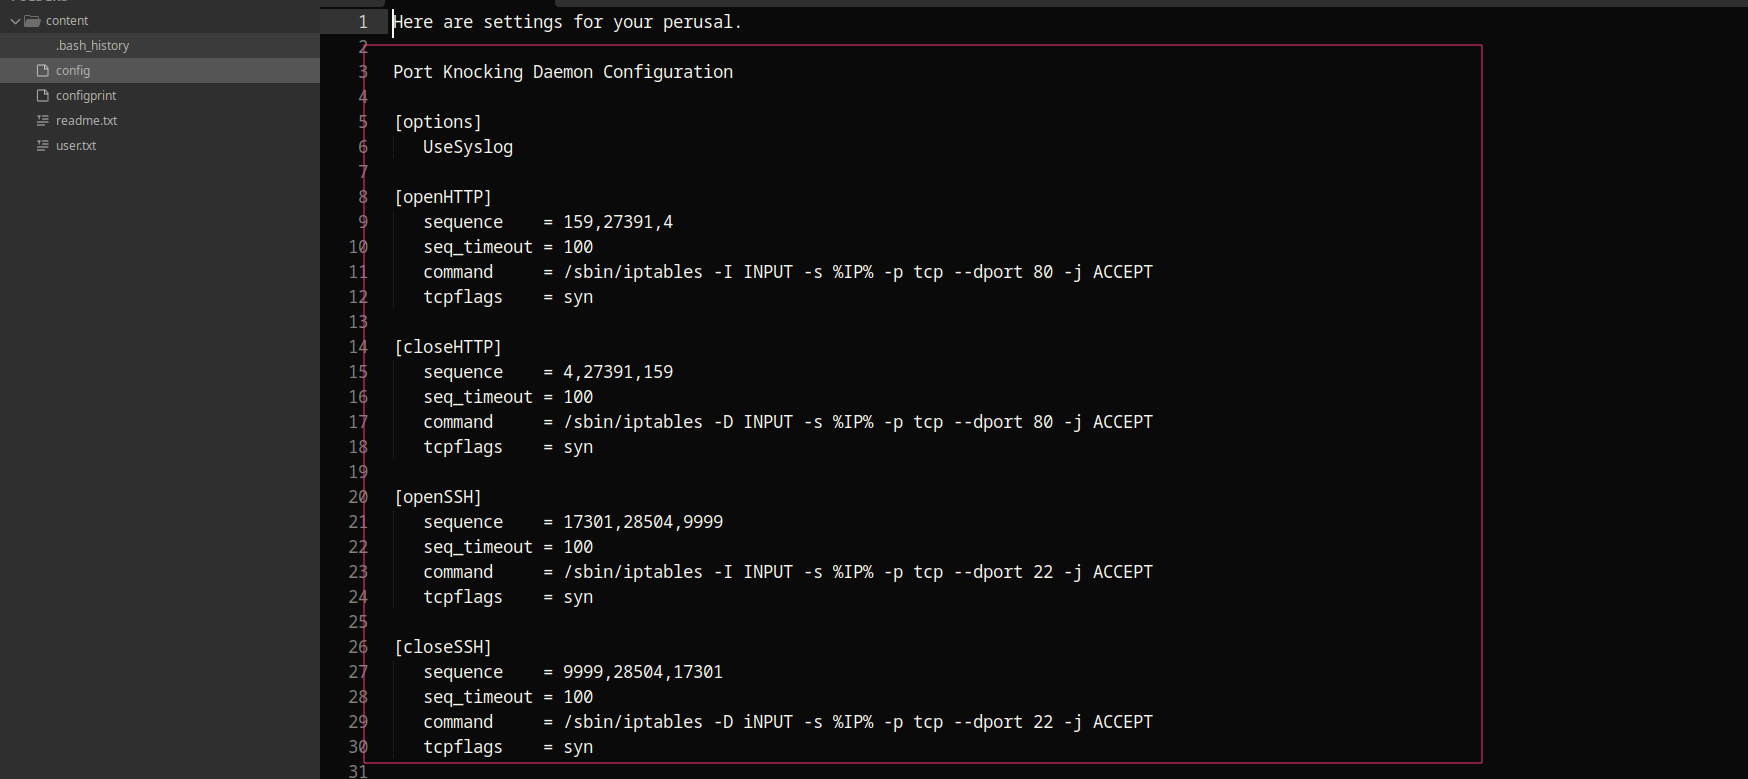 content
.bash_history
config
configprint
readme.txt
user.txt
1 Here are settings for your perusal.
2
3 Port Knocking Daemon Configuration
4
5 [options]
6 UseSyslog
7
8 [openHTTP]
9 sequence = 159,27391,4
10 seq_timeout = 100
11 command = /sbin/iptables -I INPUT -s %IP% -p tcp --dport 80 -j ACCEPT
12 tcpflags = syn
13
14 [closeHTTP]
15 sequence = 4,27391,159
16 seq_timeout = 100
17 command = /sbin/iptables -D INPUT -s %IP% -p tcp --dport 80 -j ACCEPT
18 tcpflags = syn
19
20 [openSSH]
21 sequence = 17301,28504,9999
22 seq_timeout = 100
23 command = /sbin/iptables -I INPUT -s %IP% -p tcp --dport 22 -j ACCEPT
24 tcpflags = syn
25
26 [closeSSH]
27 sequence = 9999,28504,17301
28 seq_timeout = 100
29 command = /sbin/iptables -D iNPUT -s %IP% -p tcp --dport 22 -j ACCEPT
30 tcpflags = syn
31